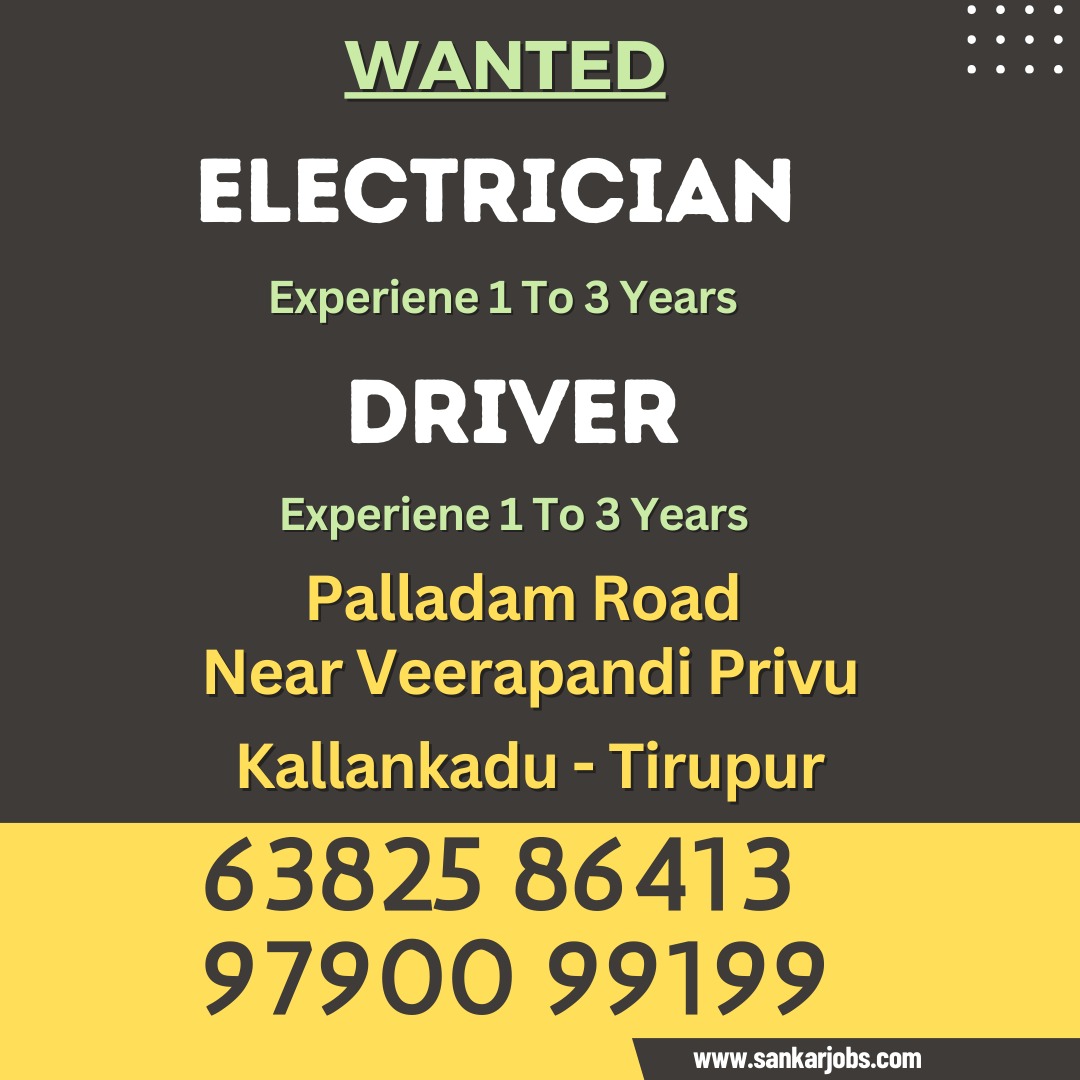 WANTED
ELECTRICIAN
Experiene 1 To 3 Years
DRIVER
Experiene 1 To 3 Years
Palladam Road
Near Veerapandi Privu
Kallankadu - Tirupur
63825 86413
97900 99199
www.sankarjobs.com